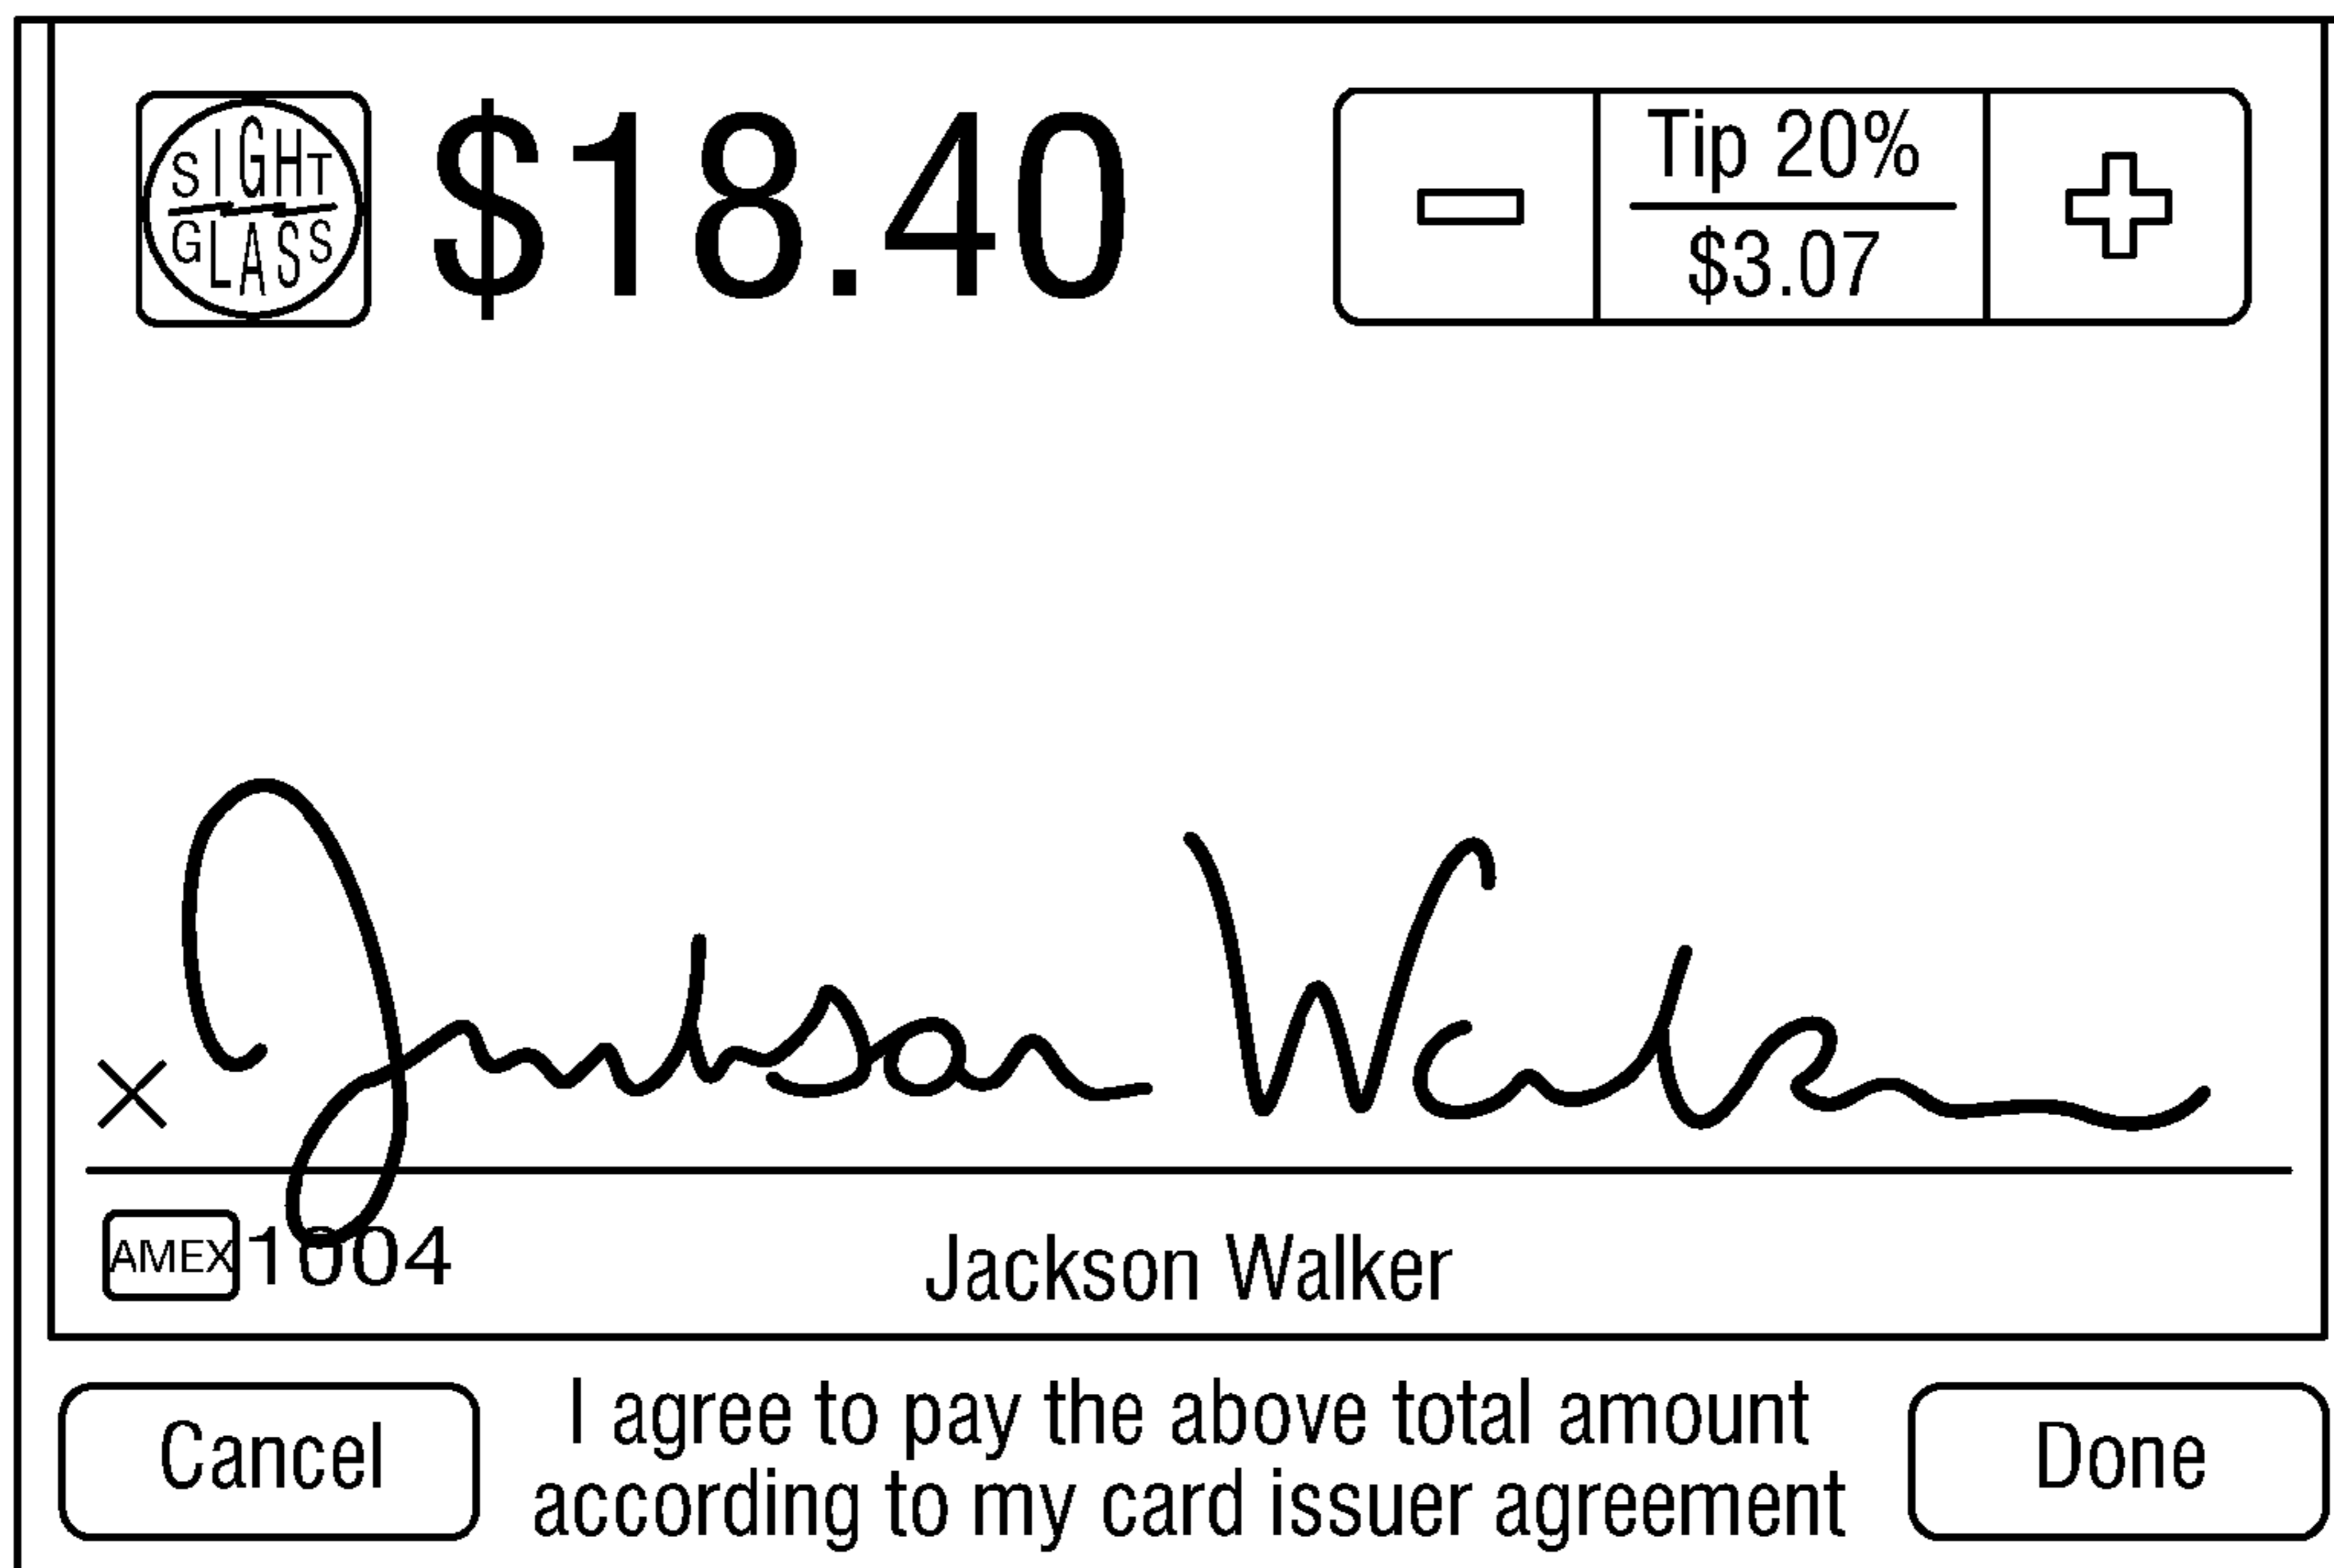 SIGHT
GLASS
$18.40
Tip 20%
$3.07
Jackson Walker
AMEX 1004
Jackson Walker
Cancel
I agree to pay the above total amount
according to my card issuer agreement
Done